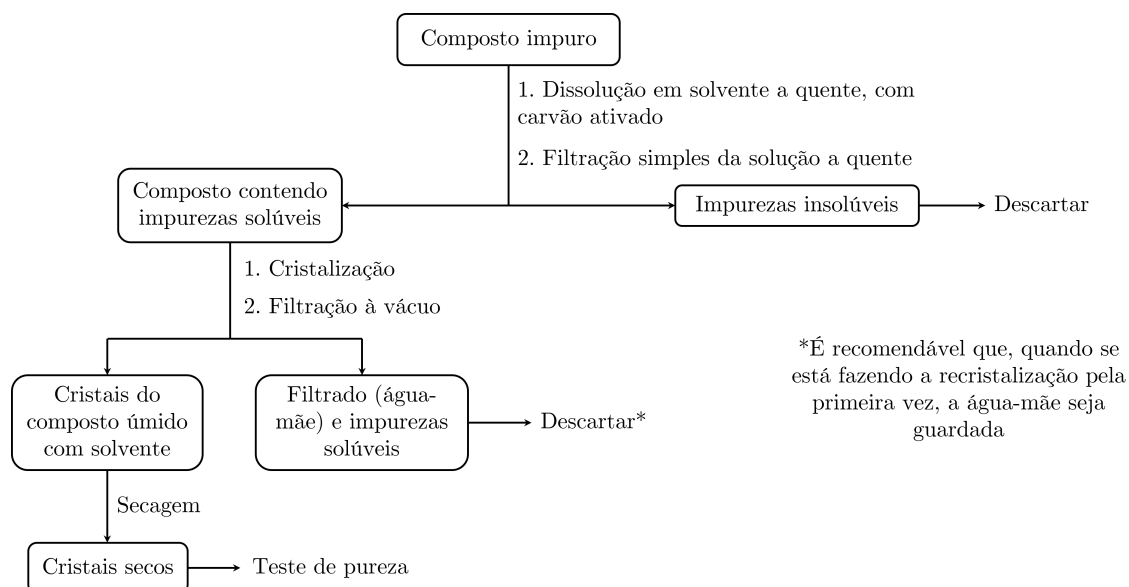 Composto impuro
1. Dissolução em solvente a quente, com
carvão ativado
2. Filtração simples da solução a quente
Composto contendo
impurezas solúveis
Impurezas insolúveis
Descartar
1. Cristalização
2. Filtração à vácuo
*É recomendável que, quando se
está fazendo a recristalização pela
primeira vez, a água-mãe seja
guardada
Cristais do
composto úmido
com solvente
Filtrado (água-
mãe) e impurezas
solúveis
Descartar*
Secagem
Cristais secos
Teste de pureza